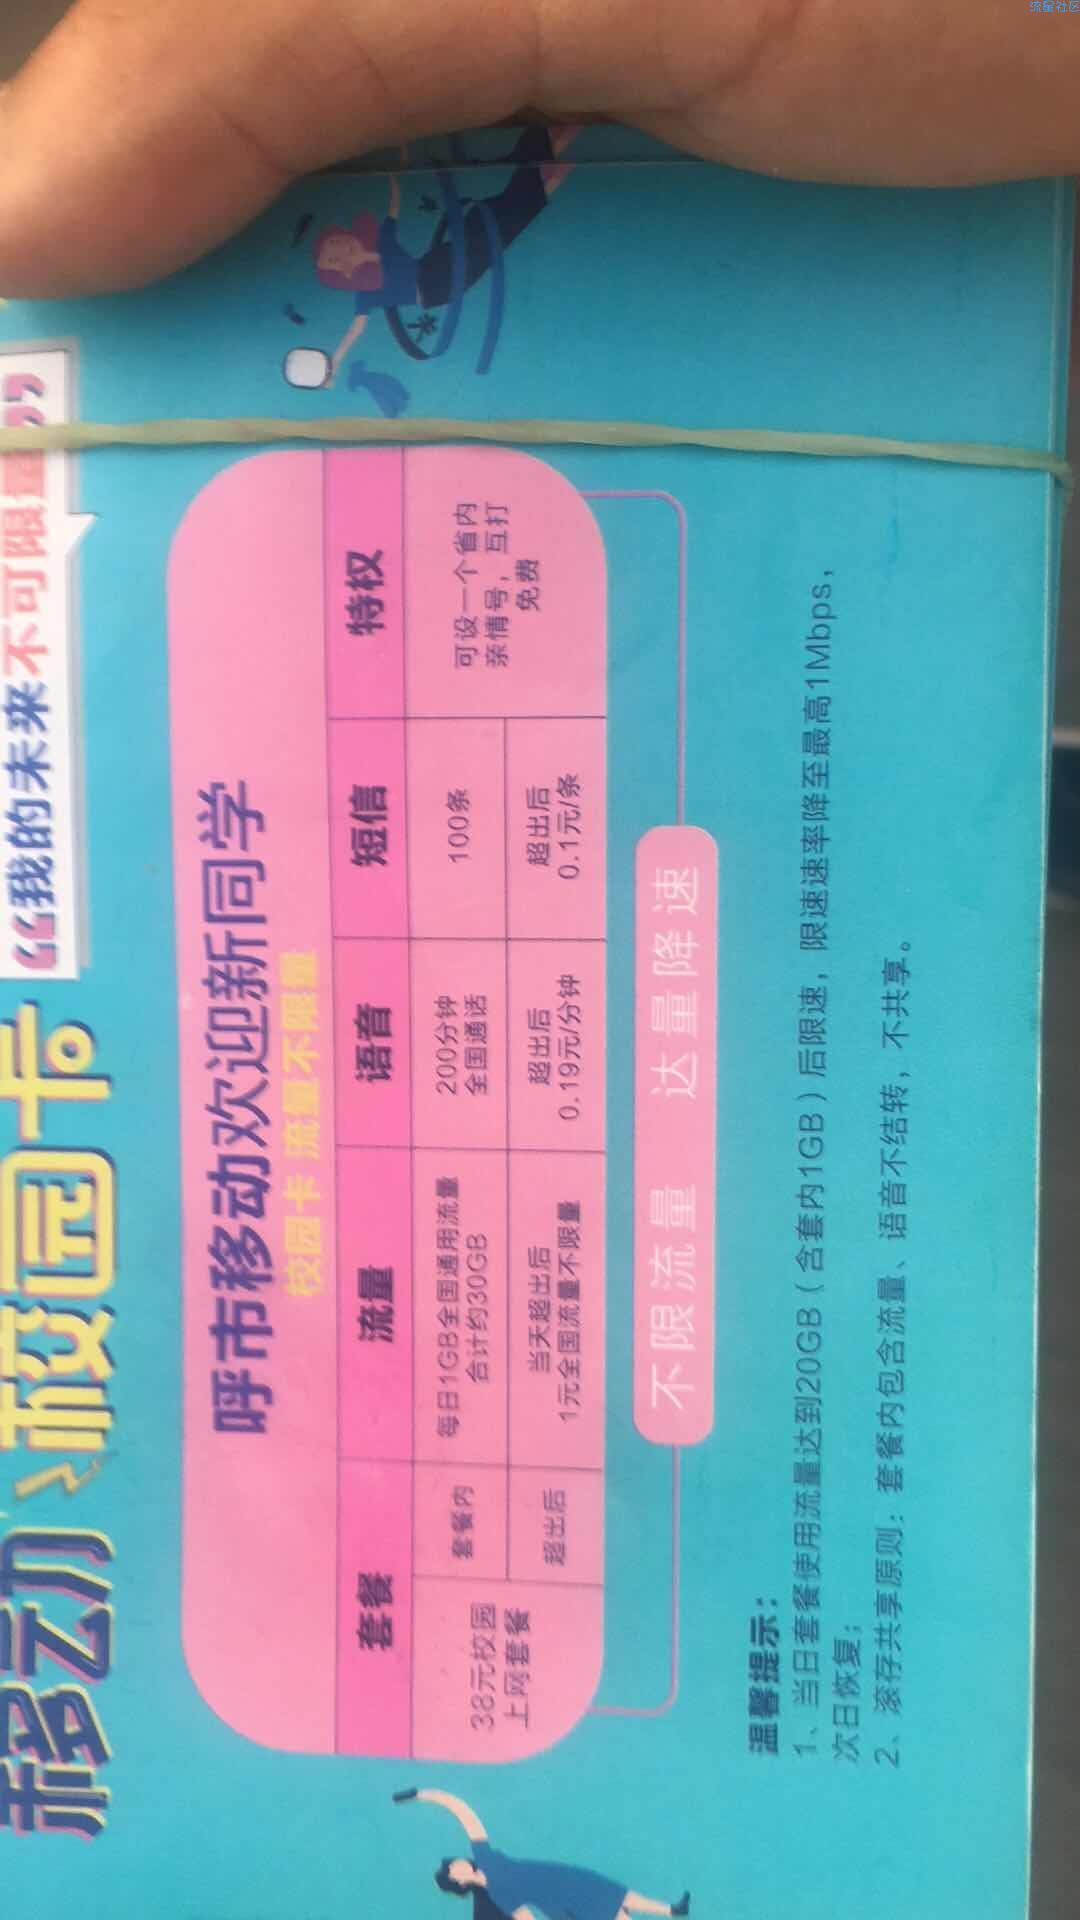 流星社区
移动 校园卡
“我的未来不可限量”
呼市移动欢迎新同学
校园卡 流量不限量
套餐 流量 语音 短信 特权
38元校园
上网套餐
套餐内
每日1GB全国通用流量
合计约30GB
200分钟
全国通话
100条
可设一个省内
亲情号，互打
免费
超出后
当天超出后
1元全国流量不限量
超出后
0.19元/分钟
超出后
0.1元/条
不限流量 达量降速
温馨提示：
1、当日套餐使用流量达到20GB（含套内1GB）后限速，限速速率降至最高1Mbps，
次日恢复；
2、滚存共享原则：套餐内包含流量、语音不结转，不共享。